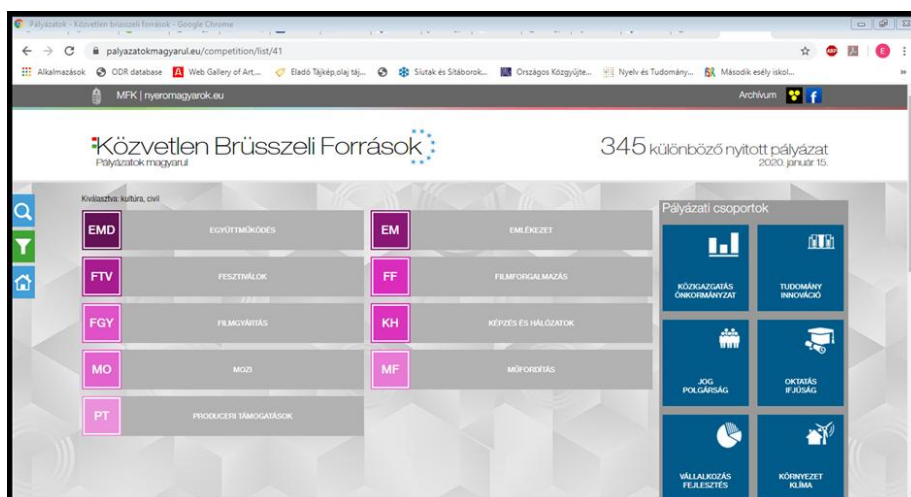 Pályázatok - Közvetlen brüsszeli források - Google Chrome
palyazatokmagyarul.eu/competition/list/41
ABP
E
Alkalmazások
ODR database
Web Gallery of Art,...
Eladó Tájkép,olaj táj...
Síutak és Sítáborok...
Országos Közgyűjte...
Nyelv és Tudomány...
Második esély iskol...
»
MFK | nyeromagyarok.eu
Archívum
Közvetlen Brüsszeli Források
Pályázatok magyarul
345 különböző nyitott pályázat
2020. január 15.
Kiválasztva: kultúra, civil
EMD EGYÜTTMŰKÖDÉS
EM EMLÉKEZET
FTV FESZTIVÁLOK
FF FILMFORGALMAZÁS
FGY FILMGYÁRTÁS
KH KÉPZÉS ÉS HÁLÓZATOK
MO MOZI
MF MŰFORDÍTÁS
PT PRODUCERI TÁMOGATÁSOK
Pályázati csoportok
KÖZIGAZGATÁS
ÖNKORMÁNYZAT
TUDOMÁNY
INNOVÁCIÓ
JOG
POLGÁRSÁG
OKTATÁS
IFJÚSÁG
VÁLLALKOZÁS
FEJLESZTÉS
KÖRNYEZET
KLÍMA